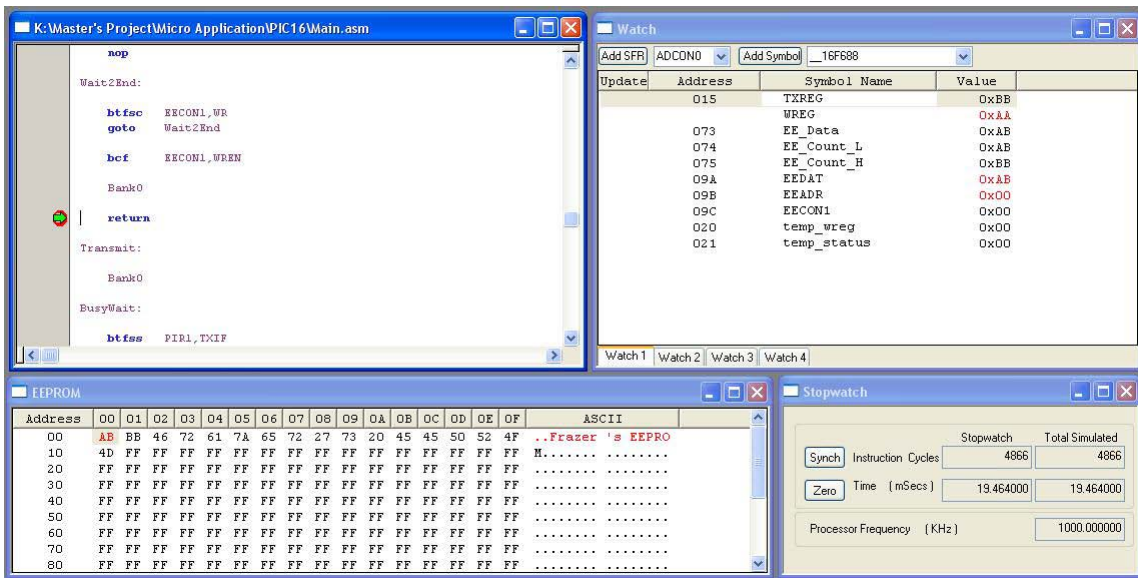 K:\Master's Project\Micro Application\PIC16\Main.asm
nop
Wait2End:
btfsc EECON1,WR
goto Wait2End
bcf EECON1,WREN
Bank0
return
Transmit:
Bank0
BusyWait:
btfss PIR1,TXIF
Watch
Add SFR ADCON0 Add Symbol __16F688
Update Address Symbol Name Value
015 TXREG 0xBB
WREG 0xAA
073 EE_Data 0xAB
074 EE_Count_L 0xAB
075 EE_Count_H 0xBB
09A EEDAT 0xAB
09B EEADR 0x00
09C EECON1 0x00
020 temp_wreg 0x00
021 temp_status 0x00
Watch 1 Watch 2 Watch 3 Watch 4
EEPROM
Address 00 01 02 03 04 05 06 07 08 09 0A 0B 0C 0D 0E 0F ASCII
00 AB BB 46 72 61 7A 65 72 27 73 20 45 45 50 52 4F ..Frazer 's EEPRO
10 4D FF FF FF FF FF FF FF FF FF FF FF FF FF FF FF M....... ........
20 FF FF FF FF FF FF FF FF FF FF FF FF FF FF FF FF ........ ........
30 FF FF FF FF FF FF FF FF FF FF FF FF FF FF FF FF ........ ........
40 FF FF FF FF FF FF FF FF FF FF FF FF FF FF FF FF ........ ........
50 FF FF FF FF FF FF FF FF FF FF FF FF FF FF FF FF ........ ........
60 FF FF FF FF FF FF FF FF FF FF FF FF FF FF FF FF ........ ........
70 FF FF FF FF FF FF FF FF FF FF FF FF FF FF FF FF ........ ........
80 FF FF FF FF FF FF FF FF FF FF FF FF FF FF FF FF ........ ........
Stopwatch
Stopwatch Total Simulated
Synch Instruction Cycles 4866 4866
Zero Time (mSecs) 19.464000 19.464000
Processor Frequency (KHz) 1000.000000